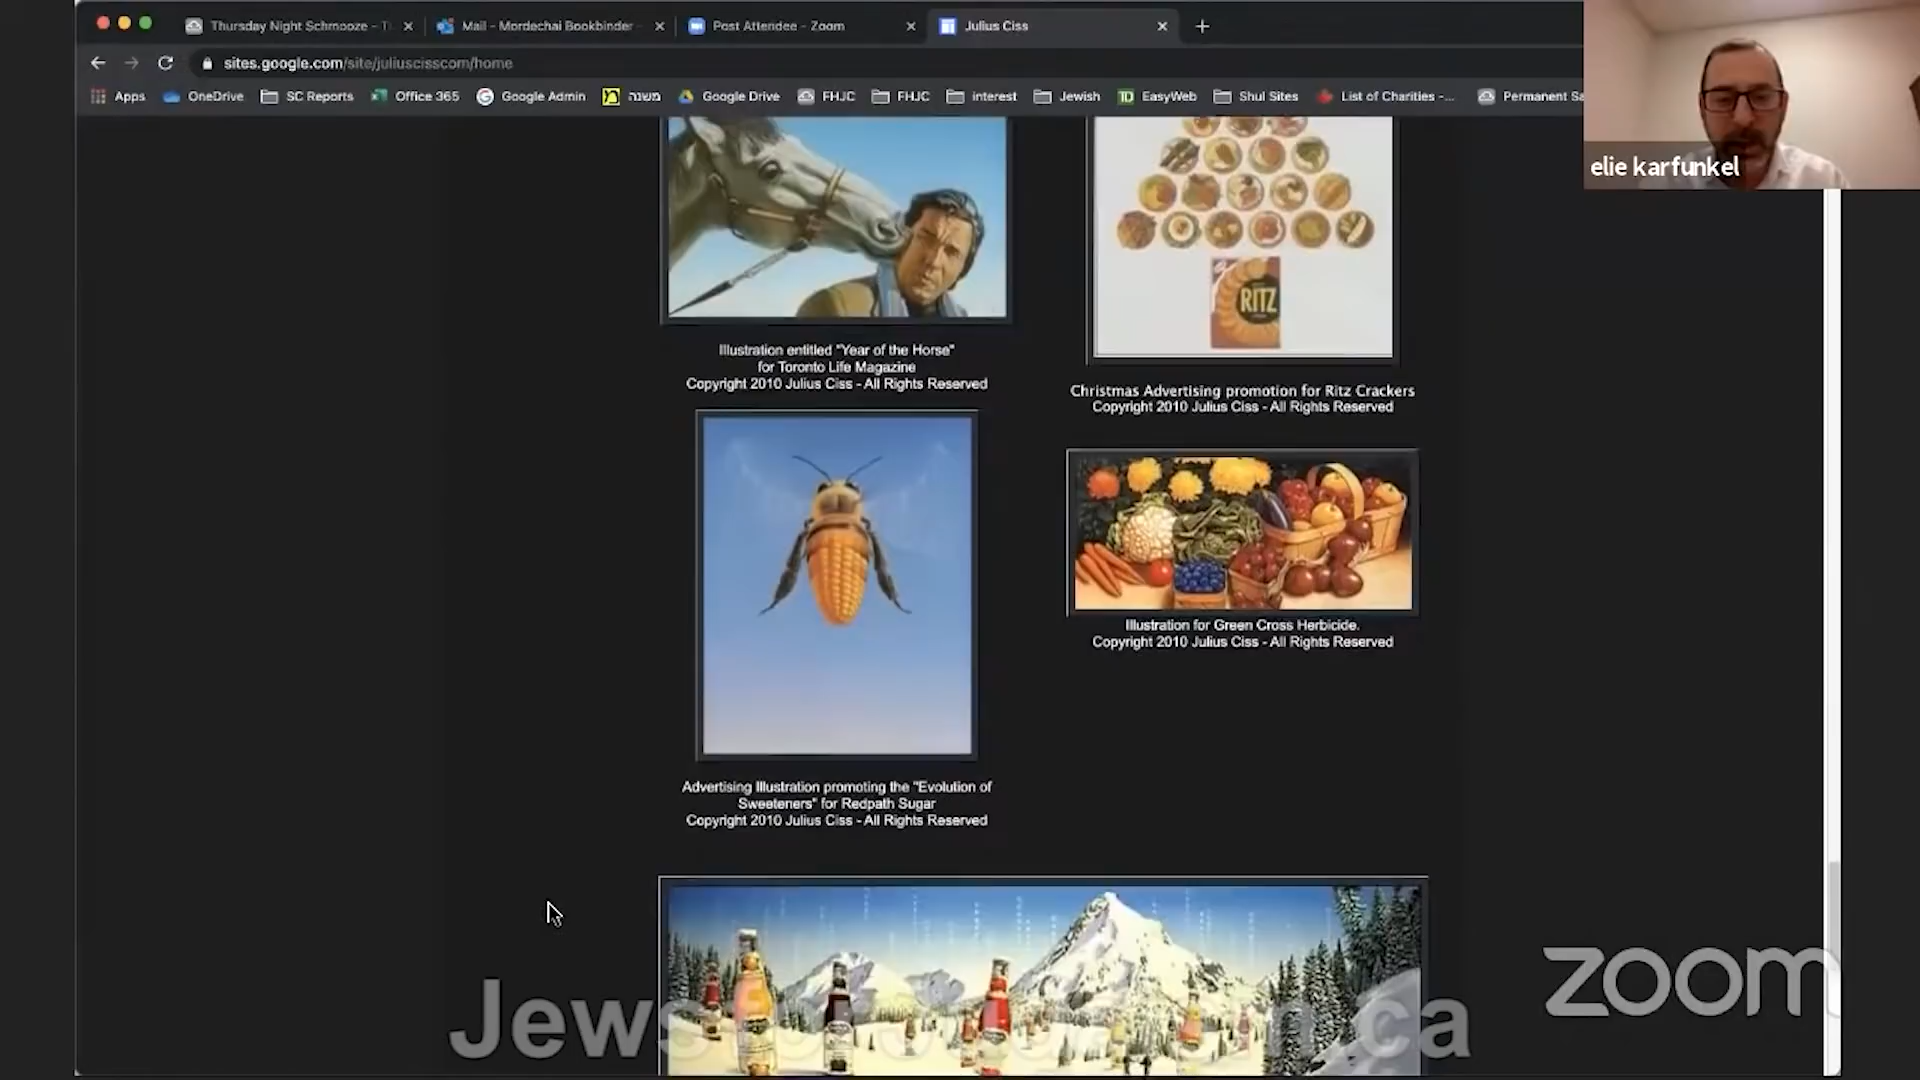 Thursday Night Schmooze - T
Mail - Mordechai Bookbinder -
Post Attendee - Zoom
Julius Ciss
sites.google.com/site/juliuscisscom/home
Apps
OneDrive
SC Reports
Office 365
Google Admin
משנה
Google Drive
FHJC
FHJC
interest
Jewish
TD
EasyWeb
Shul Sites
List of Charities -...
Permanent Sa
elie karfunkel
RITZ
Illustration entitled "Year of the Horse"
for Toronto Life Magazine
Copyright 2010 Julius Ciss - All Rights Reserved
Christmas Advertising promotion for Ritz Crackers
Copyright 2010 Julius Ciss - All Rights Reserved
Illustration for Green Cross Herbicide.
Copyright 2010 Julius Ciss - All Rights Reserved
Advertising Illustration promoting the "Evolution of
Sweeteners" for Redpath Sugar
Copyright 2010 Julius Ciss - All Rights Reserved
zoom